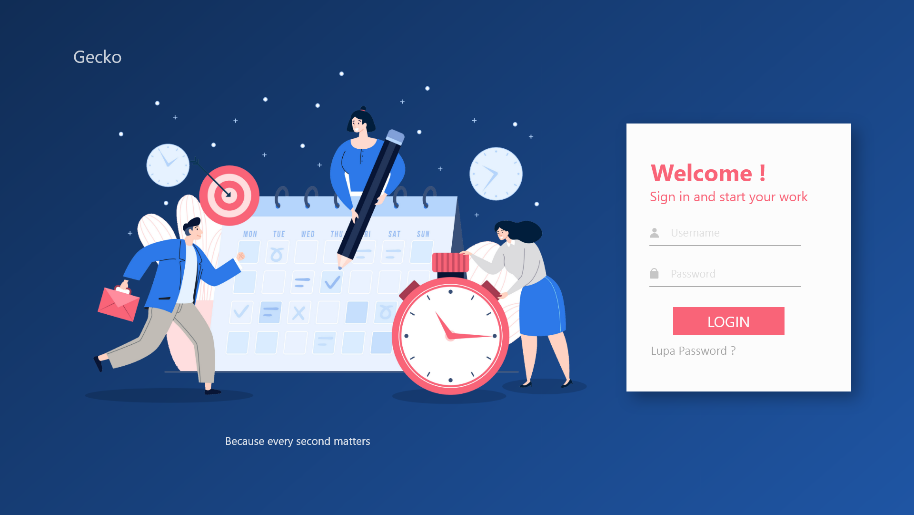 Gecko
MON TUE WED THU FRI SAT SUN
Because every second matters
Welcome !
Sign in and start your work
Username
Password
LOGIN
Lupa Password ?